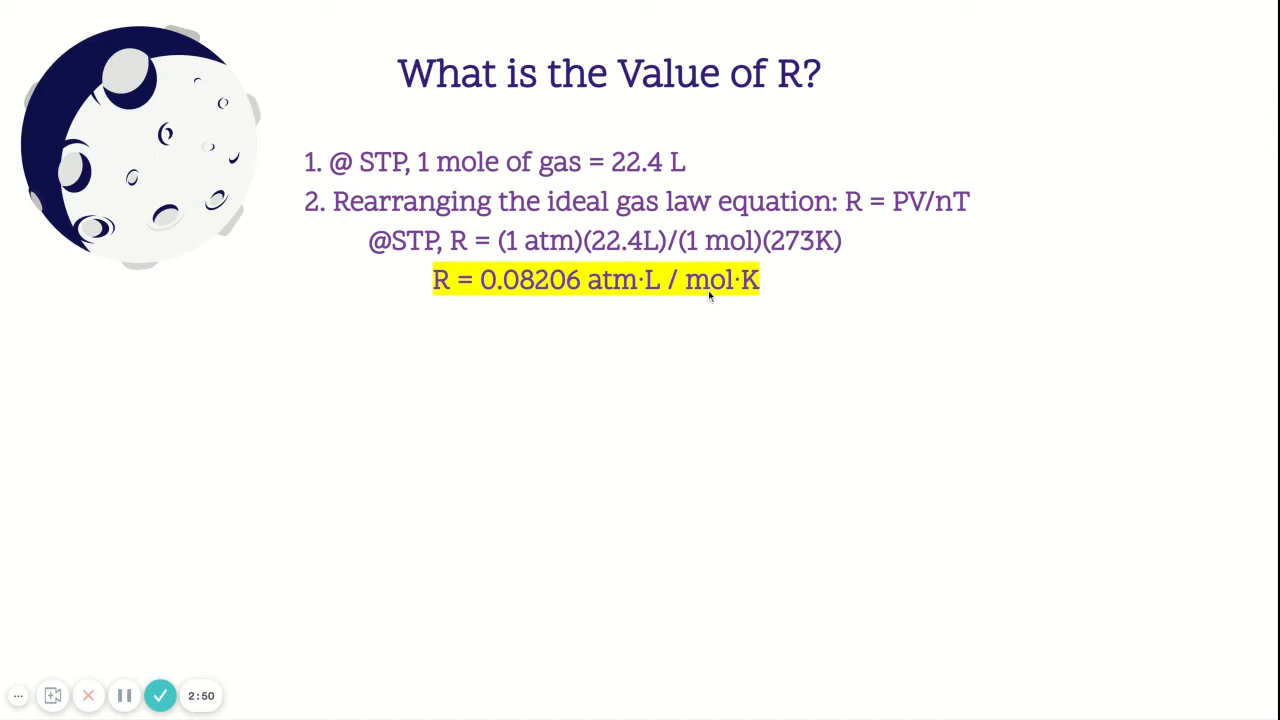 What is the Value of R?
1. @ STP, 1 mole of gas = 22.4 L
2. Rearranging the ideal gas law equation: R = PV/nT
@STP, R = (1 atm)(22.4L)/(1 mol)(273K)
R = 0.08206 atm·L / mol·K
2:50